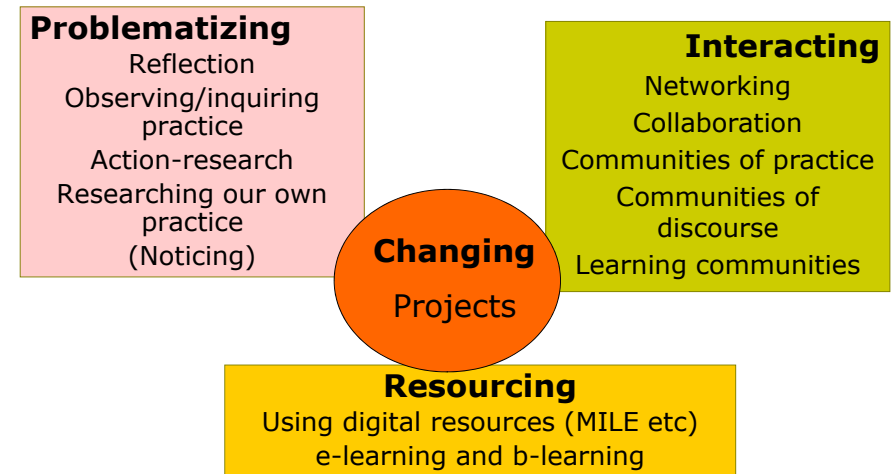 Problematizing
Reflection
Observing/inquiring
practice
Action-research
Researching our own
practice
(Noticing)
Interacting
Networking
Collaboration
Communities of practice
Communities of
discourse
Learning communities
Changing
Projects
Resourcing
Using digital resources (MILE etc)
e-learning and b-learning